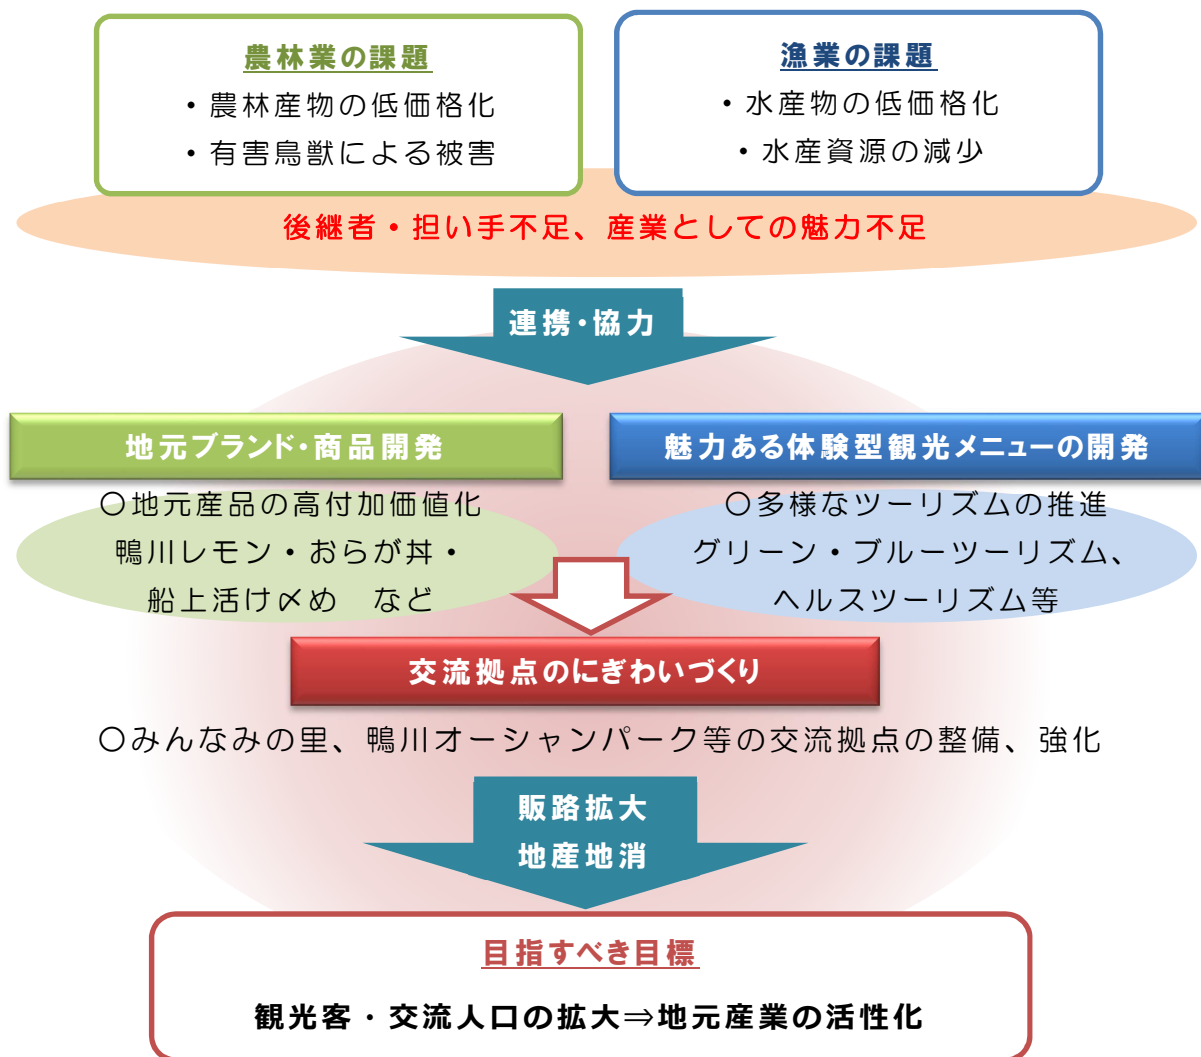 農林業の課題
・農林産物の低価格化
・有害鳥獣による被害
漁業の課題
・水産物の低価格化
・水産資源の減少
後継者・担い手不足、産業としての魅力不足
連携・協力
地元ブランド・商品開発
〇地元産品の高付加価値化
鴨川レモン・おらが丼・
船上活け〆め　など
魅力ある体験型観光メニューの開発
〇多様なツーリズムの推進
グリーン・ブルーツーリズム、
ヘルスツーリズム等
交流拠点のにぎわいづくり
〇みんなみの里、鴨川オーシャンパーク等の交流拠点の整備、強化
販路拡大
地産地消
目指すべき目標
観光客・交流人口の拡大⇒地元産業の活性化